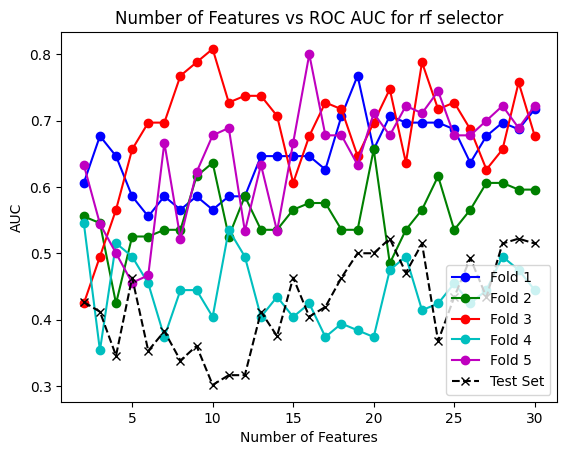 Number of Features vs ROC AUC for rf selector
AUC
0.8
0.7
0.6
0.5
0.4
0.3
Fold 1
Fold 2
Fold 3
Fold 4
Fold 5
Test Set
5
10
15
20
25
30
Number of Features